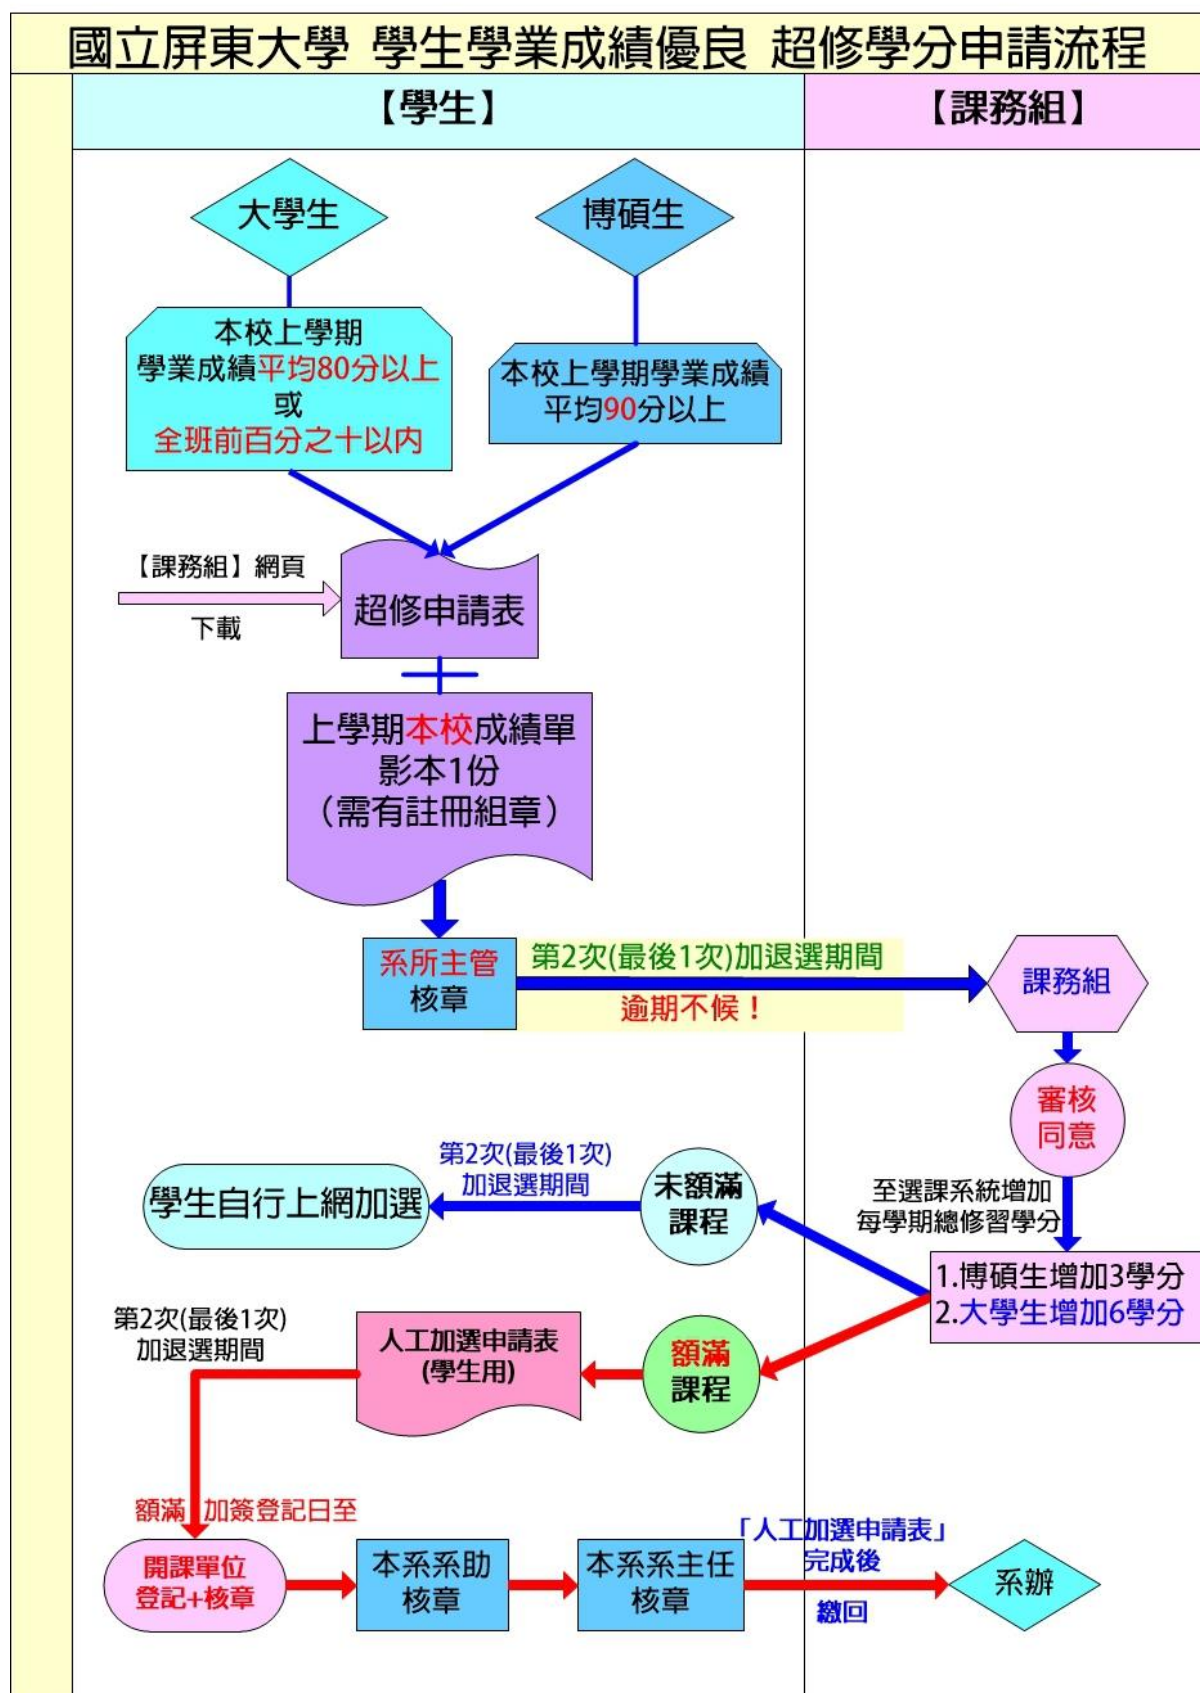 國立屏東大學 學生學業成績優良 超修學分申請流程
【學生】
【課務組】
大學生
博碩生
本校上學期
學業成績平均80分以上
或
全班前百分之十以內
本校上學期學業成績
平均90分以上
【課務組】網頁
下載
超修申請表
上學期本校成績單
影本1份
（需有註冊組章）
系所主管
核章
第2次(最後1次)加退選期間
逾期不候！
課務組
審核
同意
至選課系統增加
每學期總修習學分
1.博碩生增加3學分
2.大學生增加6學分
未額滿
課程
第2次(最後1次)
加退選期間
學生自行上網加選
額滿
課程
人工加選申請表
(學生用)
第2次(最後1次)
加退選期間
額滿 加簽登記日至
開課單位
登記+核章
本系系助
核章
本系系主任
核章
「人工加選申請表」
完成後
繳回
系辦